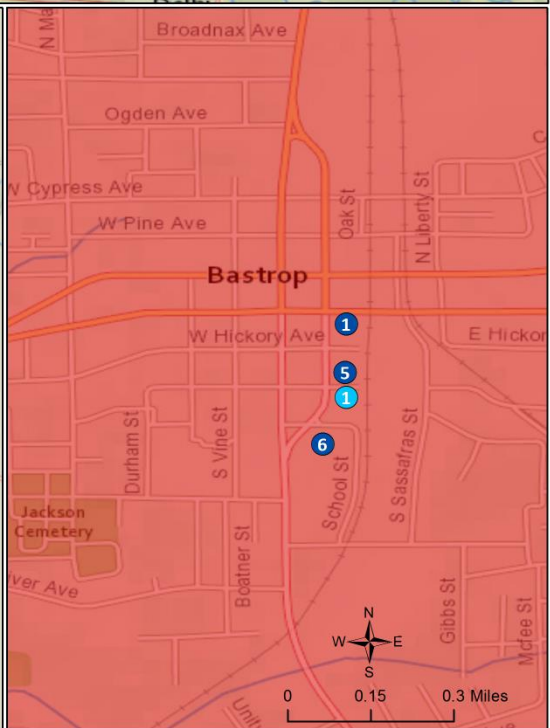 Broadnax Ave
Ogden Ave
W Cypress Ave
W Pine Ave
Oak St
N Liberty St
Bastrop
1
W Hickory Ave
E Hickor
5
1
6
Durham St
S Vine St
School St
S Sassafras St
Jackson
Cemetery
Boatner St
iver Ave
Gibbs St
Mcfee St
N
W E
S
0 0.15 0.3 Miles